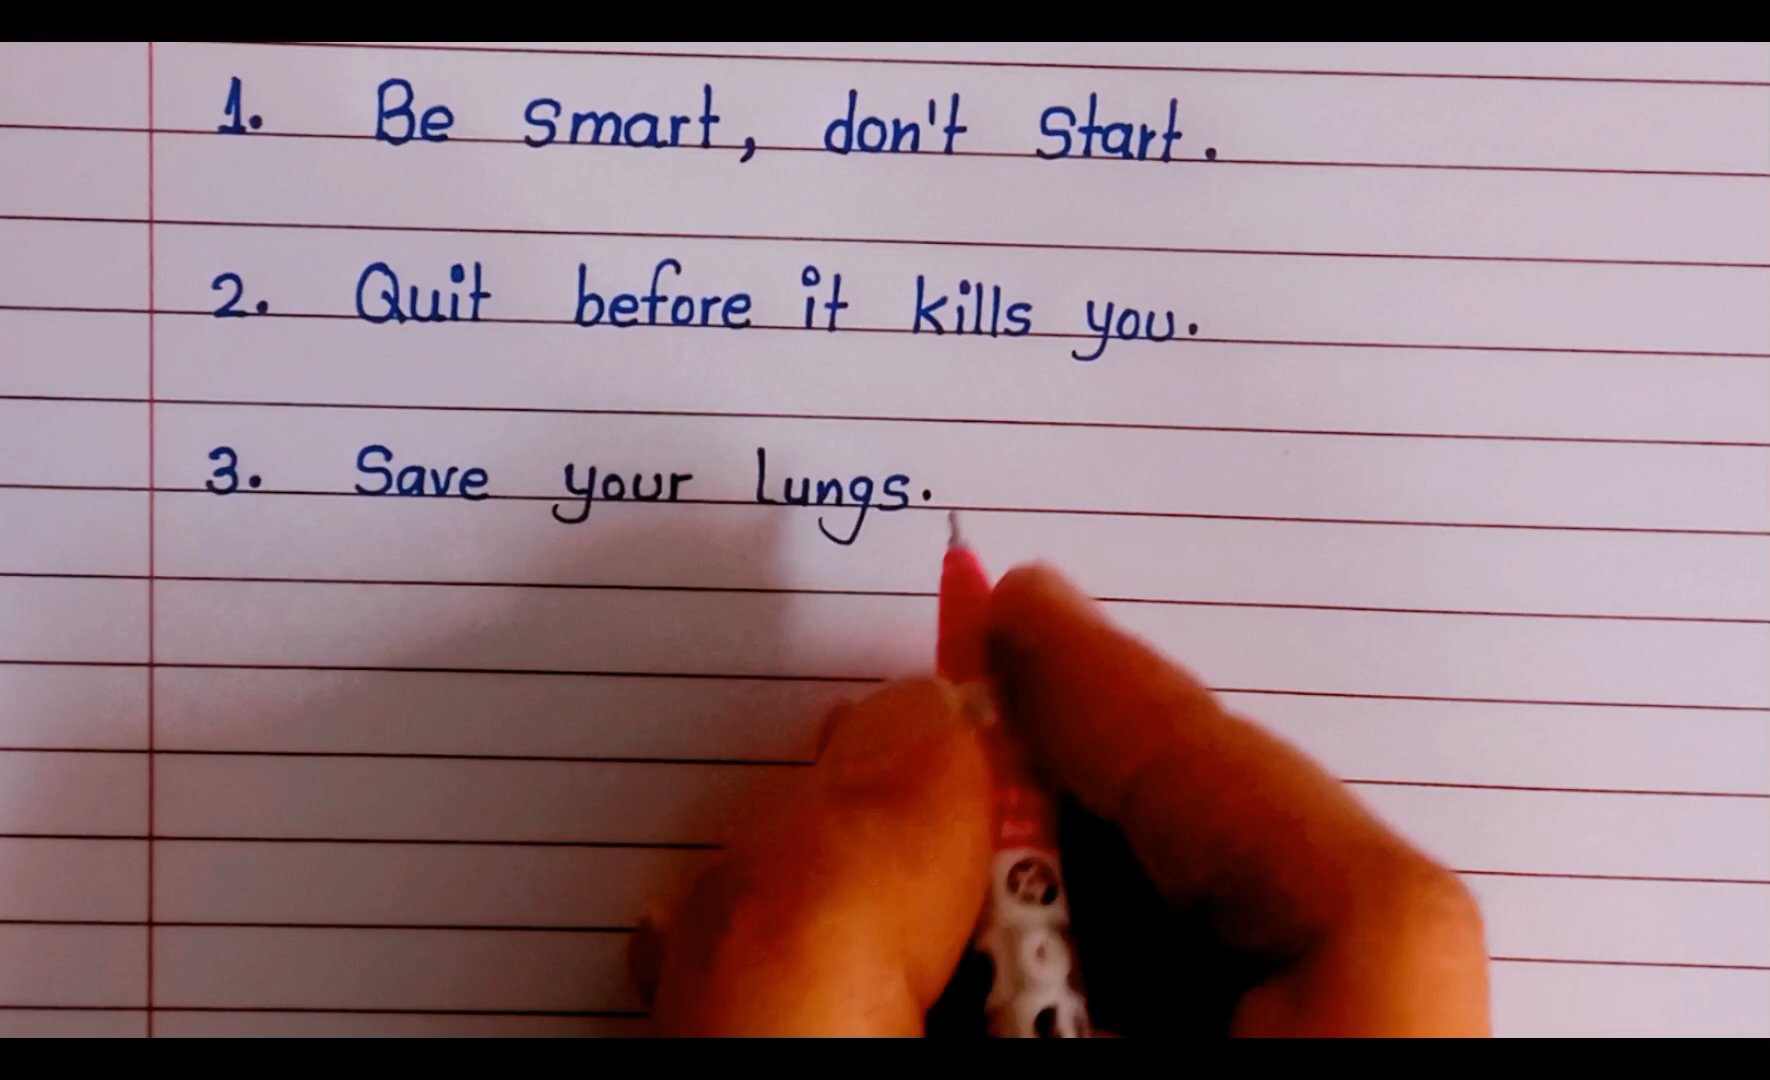 1. Be smart, don't start.
2. Quit before it kills you.
3. Save your lungs.